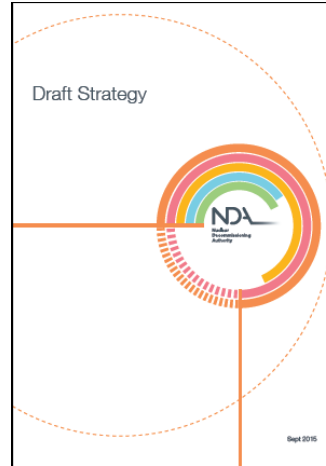 Draft Strategy
NDA
Nuclear
Decommissioning
Authority
Sept 2015